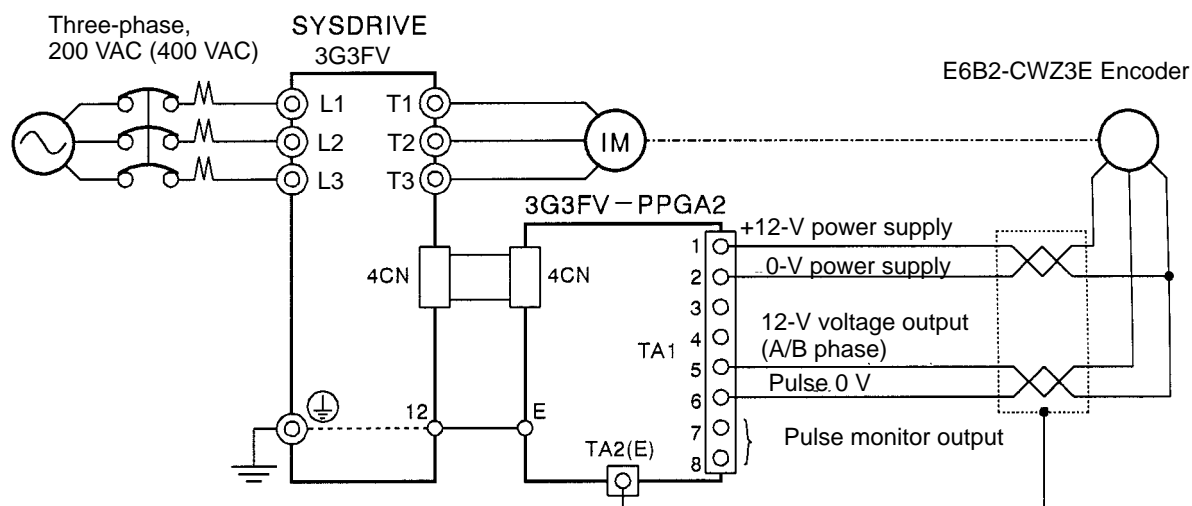 Three-phase,
200 VAC (400 VAC)
SYSDRIVE
3G3FV
E6B2-CWZ3E Encoder
L1
T1
L2
T2
IM
L3
T3
3G3FV-PPGA2
+12-V power supply
1
4CN
4CN
0-V power supply
2
3
12-V voltage output
(A/B phase)
4
TA1
5
Pulse 0 V
6
12
E
7
Pulse monitor output
TA2(E)
8